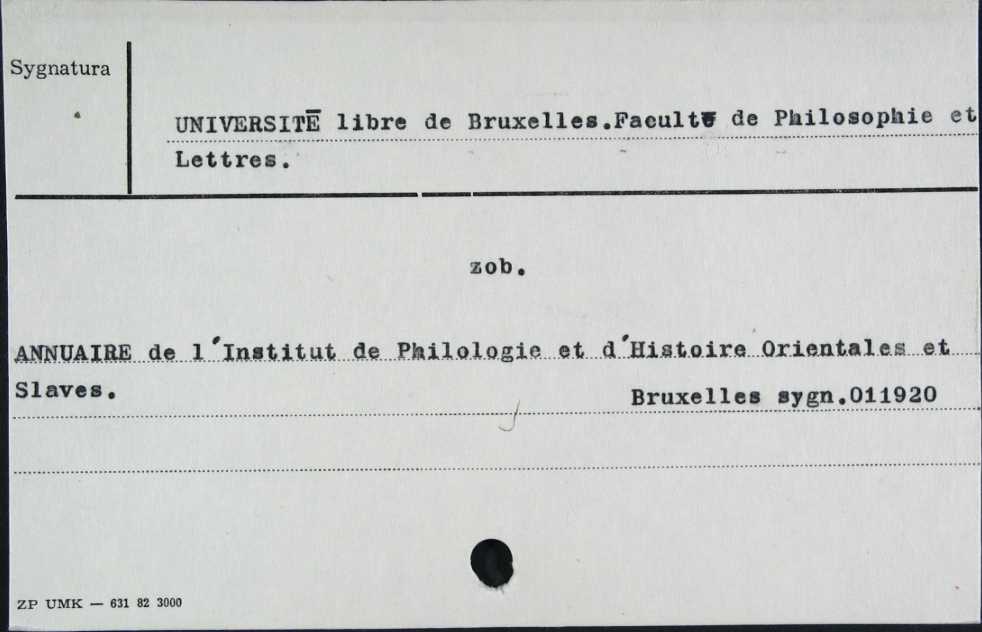 Sygnatura
UNIVERSITĒ libre de Bruxelles.Faculté de Philosophie et
Lettres.
zob.
ANNUAIRE de l'Institut de Philologie et d'Histoire Orientales et
Slaves.
Bruxelles sygn.011920
ZP UMK — 631 82 3000